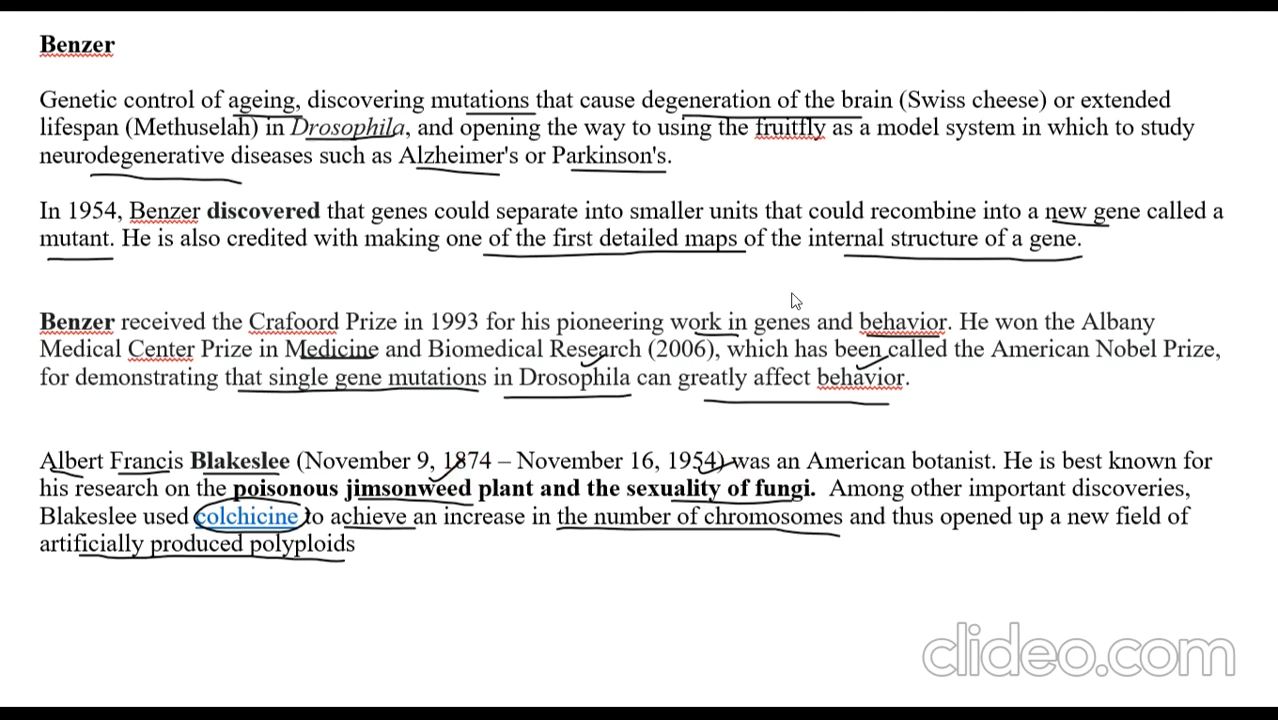 Benzer
Genetic control of ageing, discovering mutations that cause degeneration of the brain (Swiss cheese) or extended
lifespan (Methuselah) in Drosophila, and opening the way to using the fruitfly as a model system in which to study
neurodegenerative diseases such as Alzheimer's or Parkinson's.
In 1954, Benzer discovered that genes could separate into smaller units that could recombine into a new gene called a
mutant. He is also credited with making one of the first detailed maps of the internal structure of a gene.
Benzer received the Crafoord Prize in 1993 for his pioneering work in genes and behavior. He won the Albany
Medical Center Prize in Medicine and Biomedical Research (2006), which has been called the American Nobel Prize,
for demonstrating that single gene mutations in Drosophila can greatly affect behavior.
Albert Francis Blakeslee (November 9, 1874 – November 16, 1954) was an American botanist. He is best known for
his research on the poisonous jimsonweed plant and the sexuality of fungi. Among other important discoveries,
Blakeslee used colchicine to achieve an increase in the number of chromosomes and thus opened up a new field of
artificially produced polyploids
clideo.com